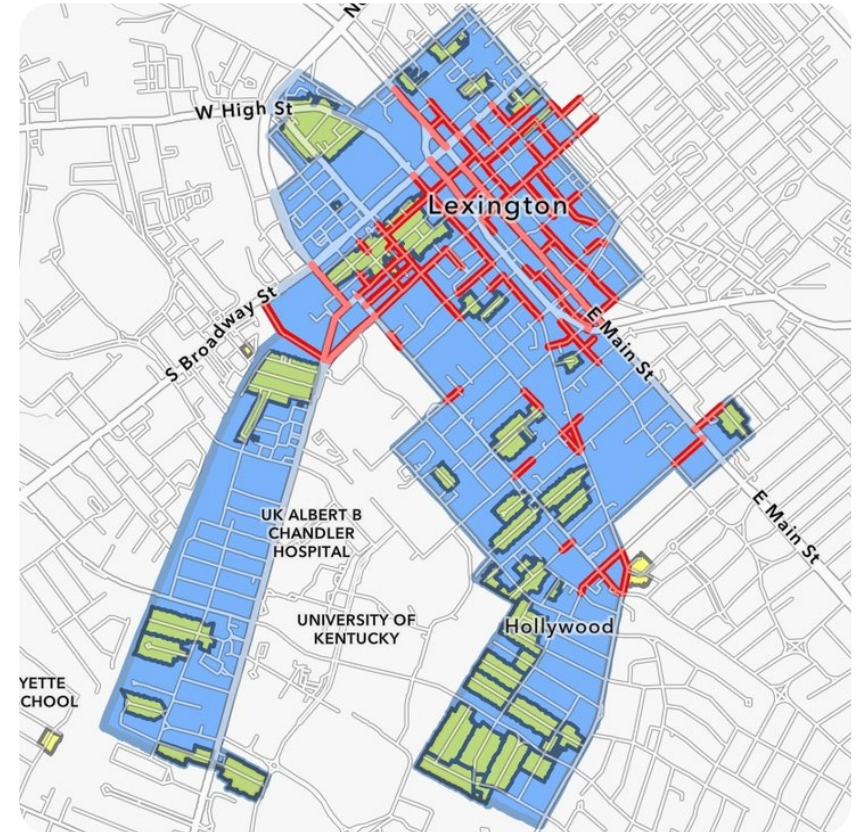 W High St
Lexington
S Broadway St
E Main St
E Main St
UK ALBERT B
CHANDLER
HOSPITAL
UNIVERSITY OF
KENTUCKY
Hollywood
YETTE
CHOOL